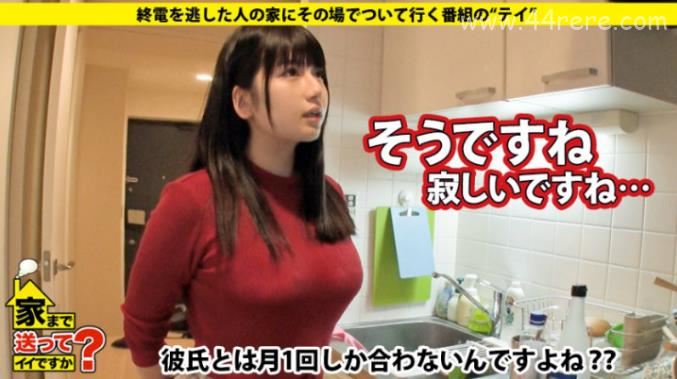 終電を逃した人の家にその場でついて行く番組の“テイ”
www.44rere.com
そうですね
寂しいですね…
家まで
送って
イイですか?
彼氏とは月1回しか合わないんですよね??